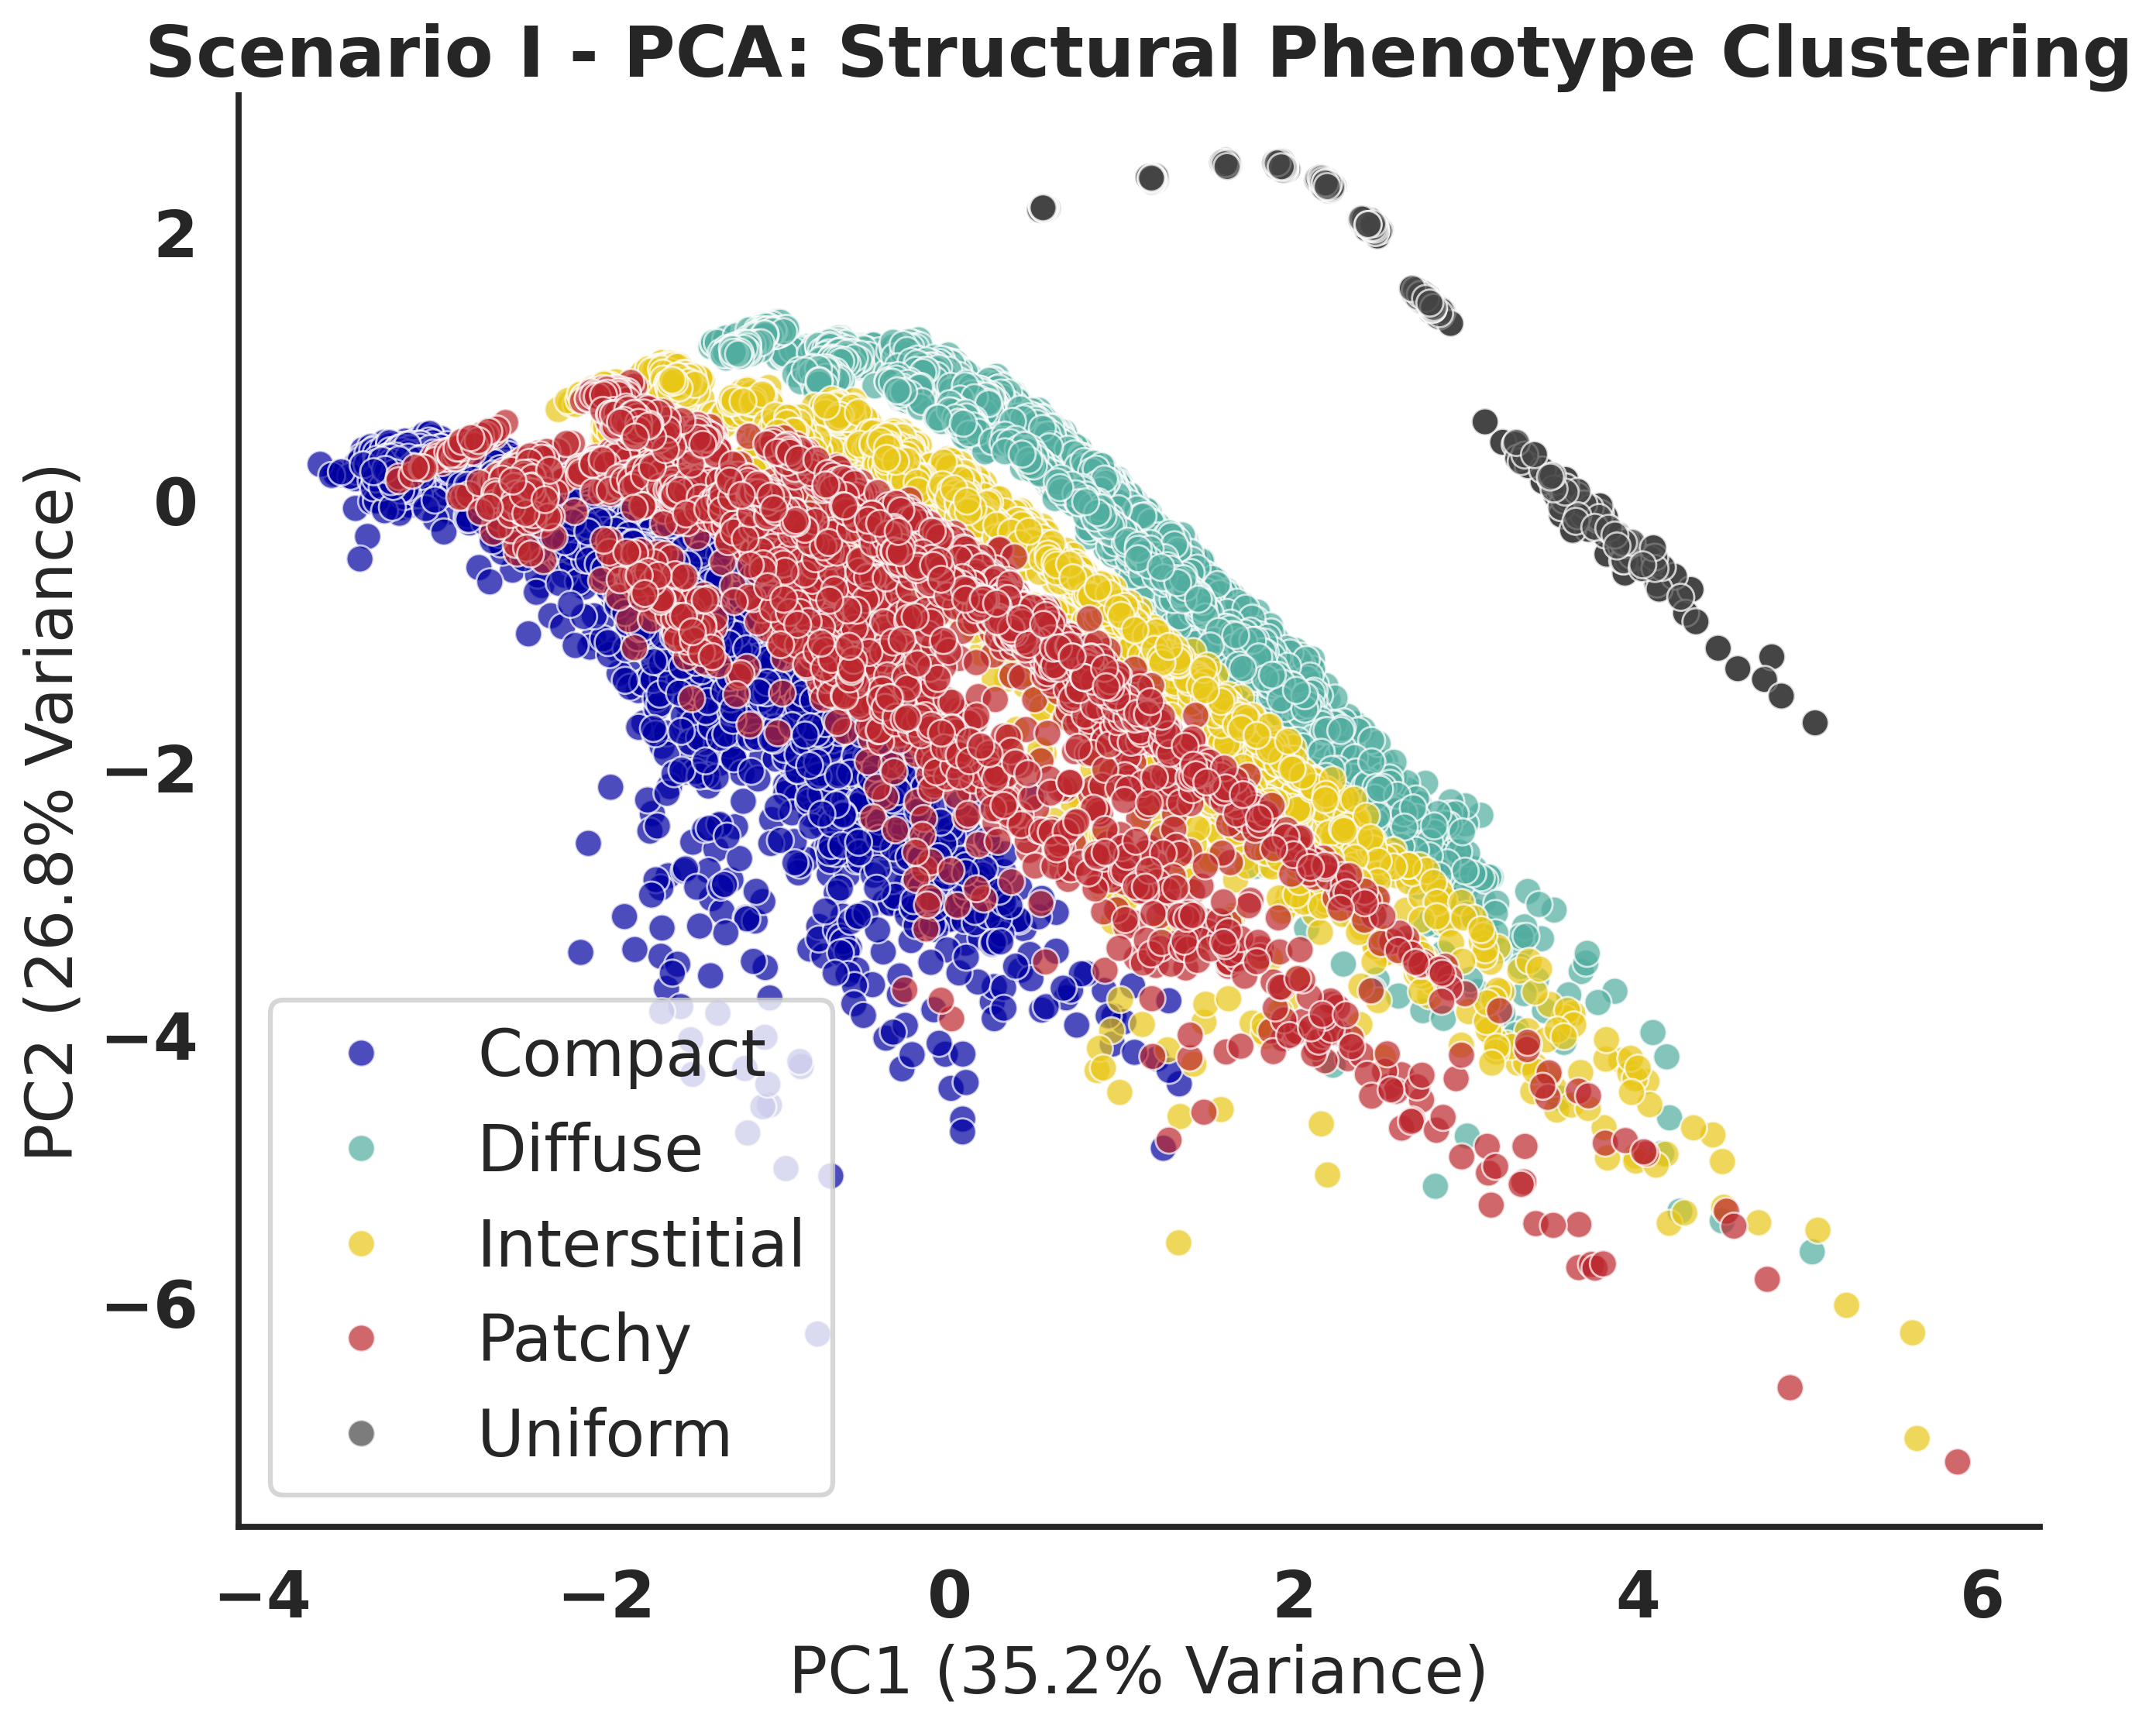 Scenario I - PCA: Structural Phenotype Clustering
PC2 (26.8% Variance)
2
0
−2
−4
−6
Compact
Diffuse
Interstitial
Patchy
Uniform
−4 −2 0 2 4 6
PC1 (35.2% Variance)